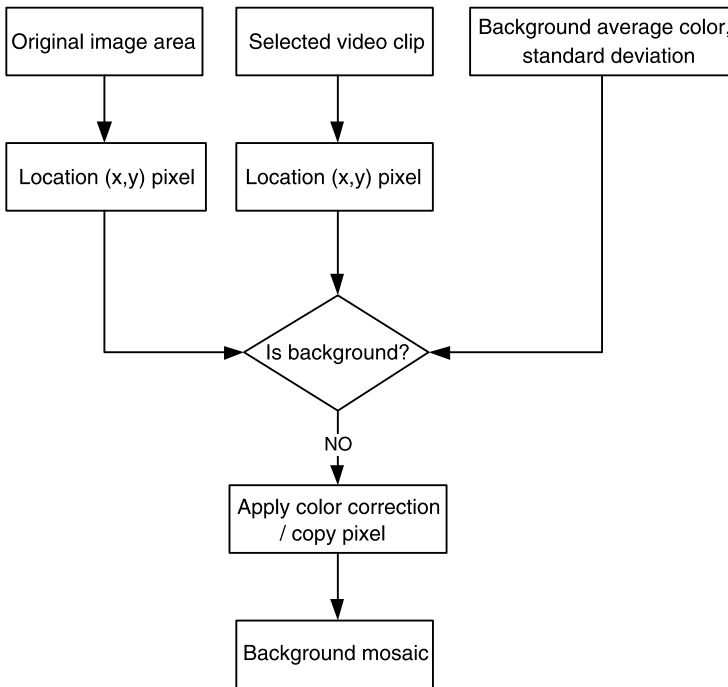 Original image area
Selected video clip
Background average color,
standard deviation
Location (x,y) pixel
Location (x,y) pixel
Is background?
NO
Apply color correction
/ copy pixel
Background mosaic